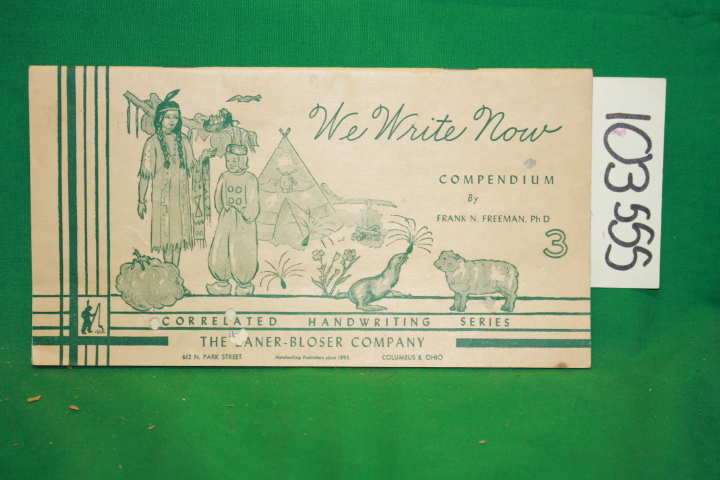 We Write Now
COMPENDIUM
By
FRANK N. FREEMAN, Ph D
3
CORRELATED HANDWRITING SERIES
THE ZANER-BLOSER COMPANY
612 N. PARK STREET Handwriting Publishers since 1895 COLUMBUS 8, OHIO
103555